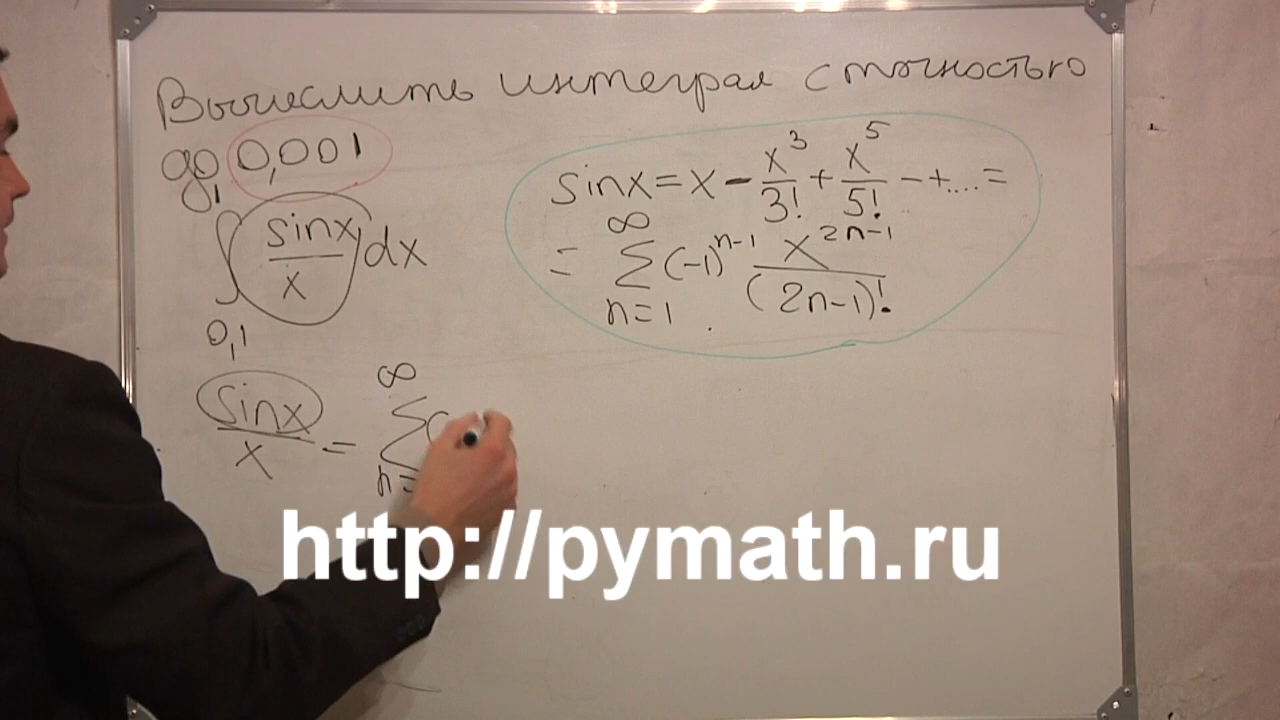 Вычислить интеграл с точностью
до 0,001
1
∫ sinx/x dx
0,1
sinx = x - x³/3! + x⁵/5! - +.... =
= ∞ Σ n=1 (-1)ⁿ⁻¹ x²ⁿ⁻¹/(2n-1)!
sinx/x = ∞ Σ n= (
http://pymath.ru